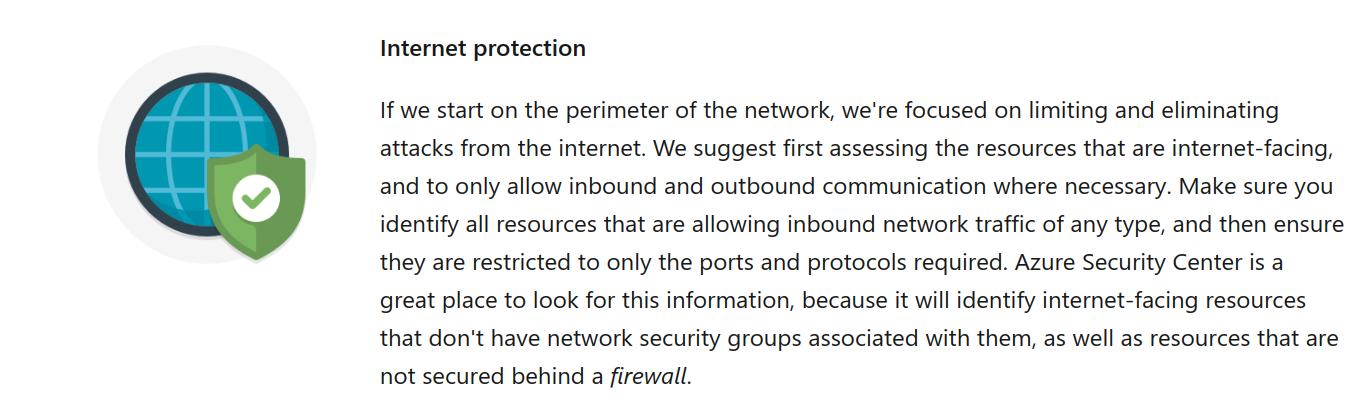 Internet protection
If we start on the perimeter of the network, we're focused on limiting and eliminating
attacks from the internet. We suggest first assessing the resources that are internet-facing,
and to only allow inbound and outbound communication where necessary. Make sure you
identify all resources that are allowing inbound network traffic of any type, and then ensure
they are restricted to only the ports and protocols required. Azure Security Center is a
great place to look for this information, because it will identify internet-facing resources
that don't have network security groups associated with them, as well as resources that are
not secured behind a firewall.